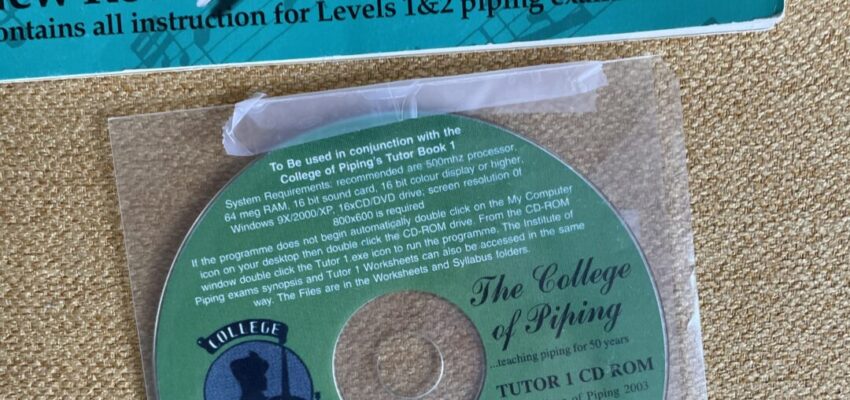 ontains all instruction for Levels 1&2 piping
To Be used in conjunction with the
College of Piping's Tutor Book 1
System Requirements: recommended are 500mhz processor,
64 meg RAM, 16 bit sound card, 16 bit colour display or higher,
Windows 9X/2000/XP, 16xCD/DVD drive; screen resolution of
800x600 is required
If the programme does not begin automatically double click on the My Computer
icon on your desktop then double click the CD-ROM drive. From the CD-ROM
window double click the Tutor 1.exe icon to run the programme. The Institute of
Piping exams synopsis and Tutor 1 Worksheets can also be accessed in the same
way. The Files are in the Worksheets and Syllabus folders.
The College
of Piping
...teaching piping for 50 years
COLLEGE
TUTOR 1 CD ROM
of Piping 2003